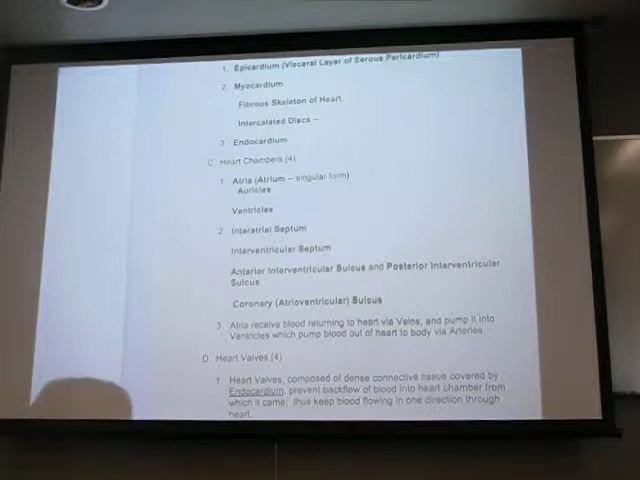 1. Epicardium (Visceral Layer of Serous Pericardium)
2. Myocardium
Fibrous Skeleton of Heart
Intercalated Discs –
3. Endocardium
C. Heart Chambers (4)
1. Atria (Atrium – singular form)
Auricles
Ventricles
2. Interatrial Septum
Interventricular Septum
Anterior Interventricular Sulcus and Posterior Interventricular
Sulcus
Coronary (Atrioventricular) Sulcus
3. Atria receive blood returning to heart via Veins, and pump it into
Ventricles which pump blood out of heart to body via Arteries
D. Heart Valves (4)
1. Heart Valves, composed of dense connective tissue covered by
Endocardium, prevent backflow of blood into heart chamber from
which it came; thus keep blood flowing in one direction through
heart.